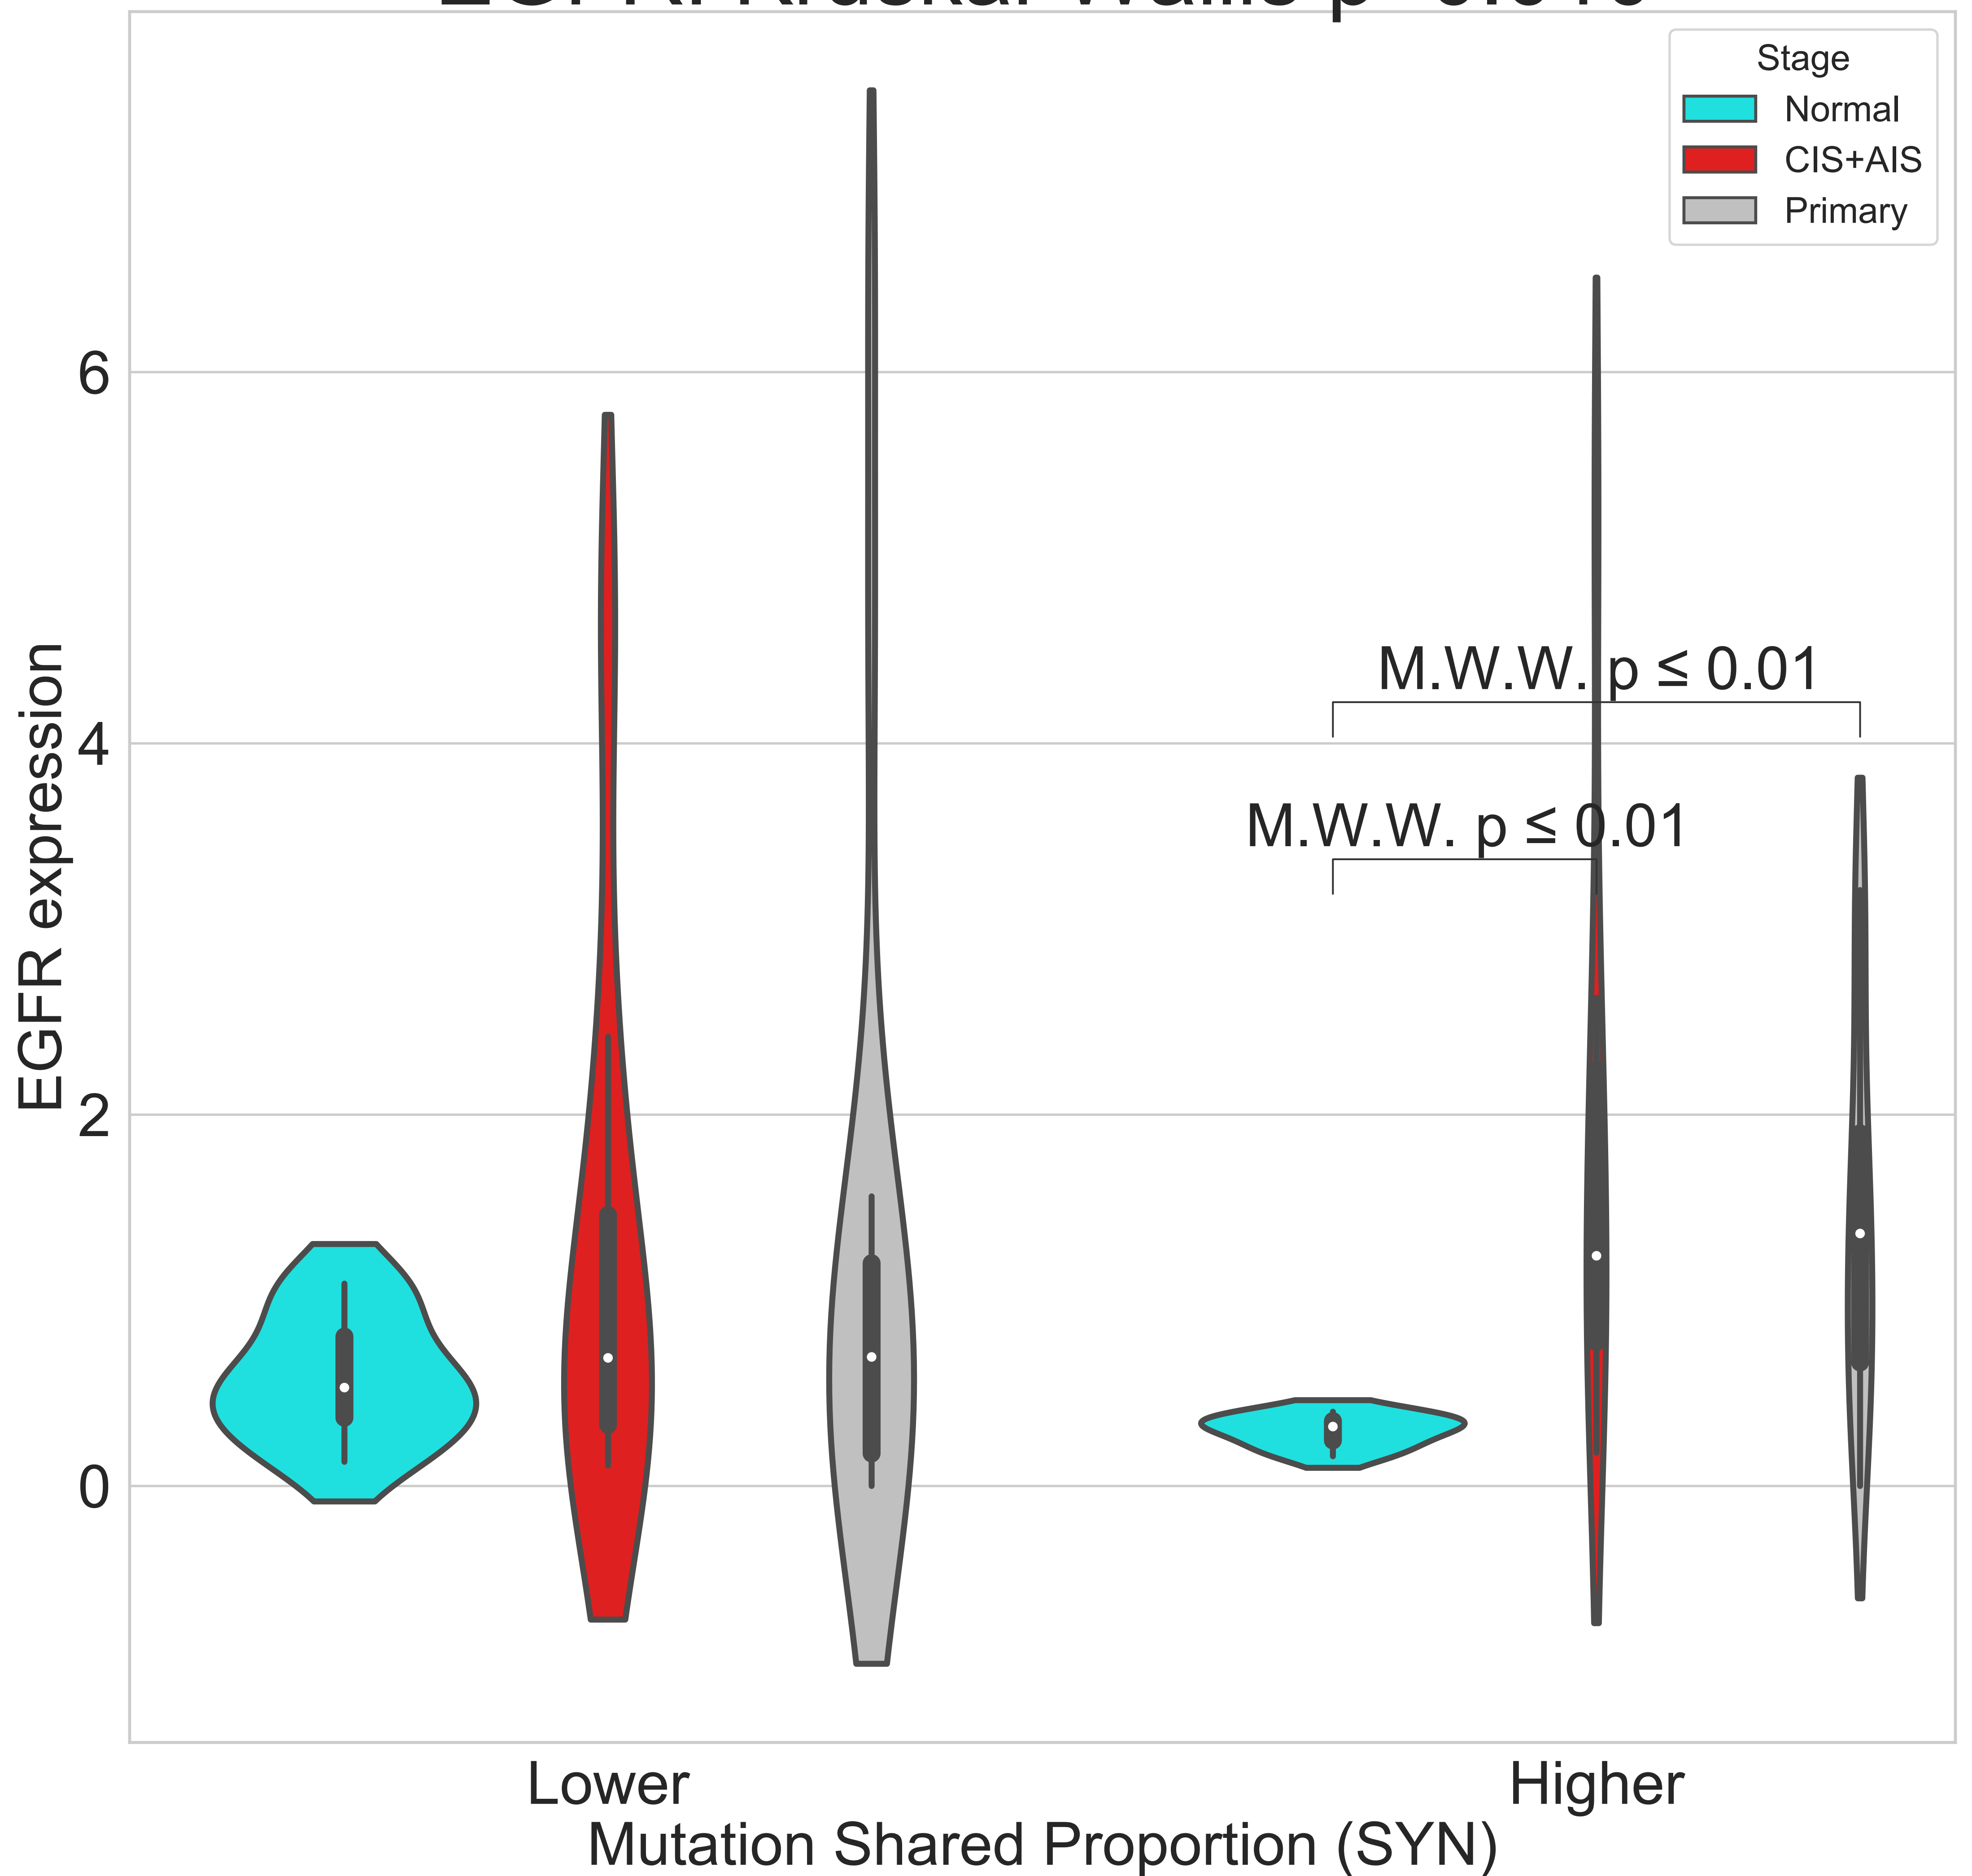 Stage
Normal
CIS+AIS
Primary
6
4
2
0
EGFR expression
M.W.W. p ≤ 0.01
M.W.W. p ≤ 0.01
Lower
Higher
Mutation Shared Proportion (SYN)